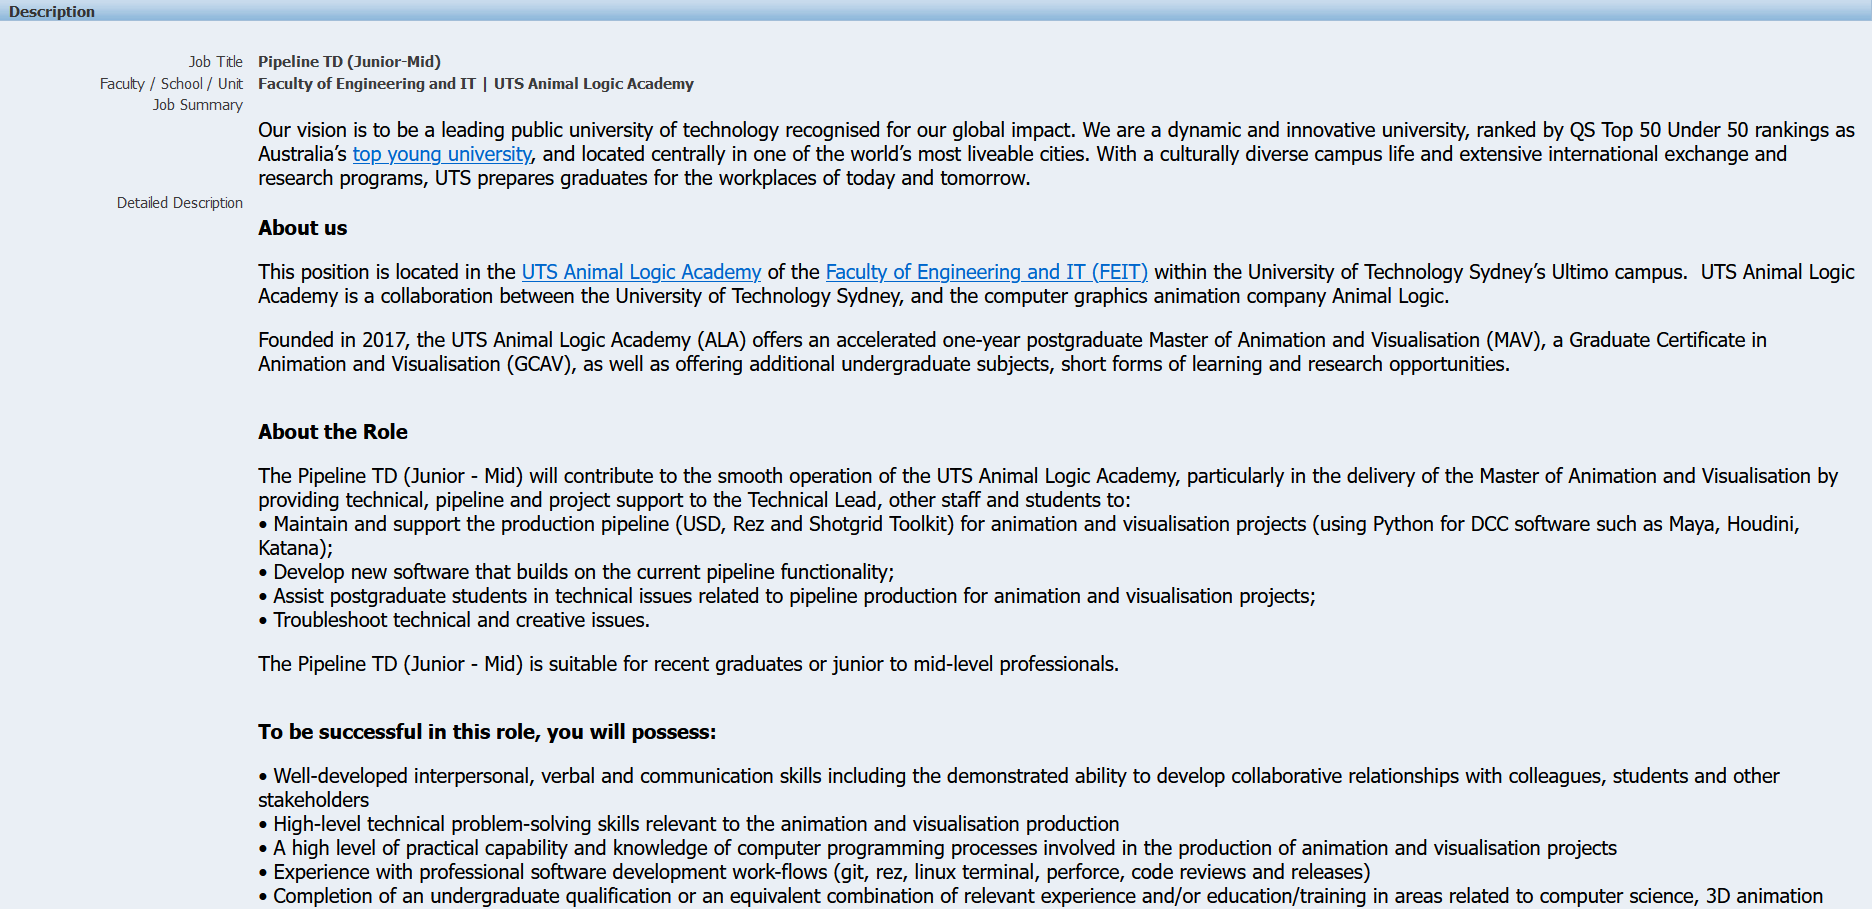 Description
Job Title Pipeline TD (Junior-Mid)
Faculty / School / Unit Faculty of Engineering and IT | UTS Animal Logic Academy
Job Summary
Our vision is to be a leading public university of technology recognised for our global impact. We are a dynamic and innovative university, ranked by QS Top 50 Under 50 rankings as
Australia’s top young university, and located centrally in one of the world’s most liveable cities. With a culturally diverse campus life and extensive international exchange and
research programs, UTS prepares graduates for the workplaces of today and tomorrow.
Detailed Description
About us
This position is located in the UTS Animal Logic Academy of the Faculty of Engineering and IT (FEIT) within the University of Technology Sydney’s Ultimo campus.  UTS Animal Logic
Academy is a collaboration between the University of Technology Sydney, and the computer graphics animation company Animal Logic.
Founded in 2017, the UTS Animal Logic Academy (ALA) offers an accelerated one-year postgraduate Master of Animation and Visualisation (MAV), a Graduate Certificate in
Animation and Visualisation (GCAV), as well as offering additional undergraduate subjects, short forms of learning and research opportunities.
About the Role
The Pipeline TD (Junior - Mid) will contribute to the smooth operation of the UTS Animal Logic Academy, particularly in the delivery of the Master of Animation and Visualisation by
providing technical, pipeline and project support to the Technical Lead, other staff and students to:
• Maintain and support the production pipeline (USD, Rez and Shotgrid Toolkit) for animation and visualisation projects (using Python for DCC software such as Maya, Houdini,
Katana);
• Develop new software that builds on the current pipeline functionality;
• Assist postgraduate students in technical issues related to pipeline production for animation and visualisation projects;
• Troubleshoot technical and creative issues.
The Pipeline TD (Junior - Mid) is suitable for recent graduates or junior to mid-level professionals.
To be successful in this role, you will possess:
• Well-developed interpersonal, verbal and communication skills including the demonstrated ability to develop collaborative relationships with colleagues, students and other
stakeholders
• High-level technical problem-solving skills relevant to the animation and visualisation production
• A high level of practical capability and knowledge of computer programming processes involved in the production of animation and visualisation projects
• Experience with professional software development work-flows (git, rez, linux terminal, perforce, code reviews and releases)
• Completion of an undergraduate qualification or an equivalent combination of relevant experience and/or education/training in areas related to computer science, 3D animation